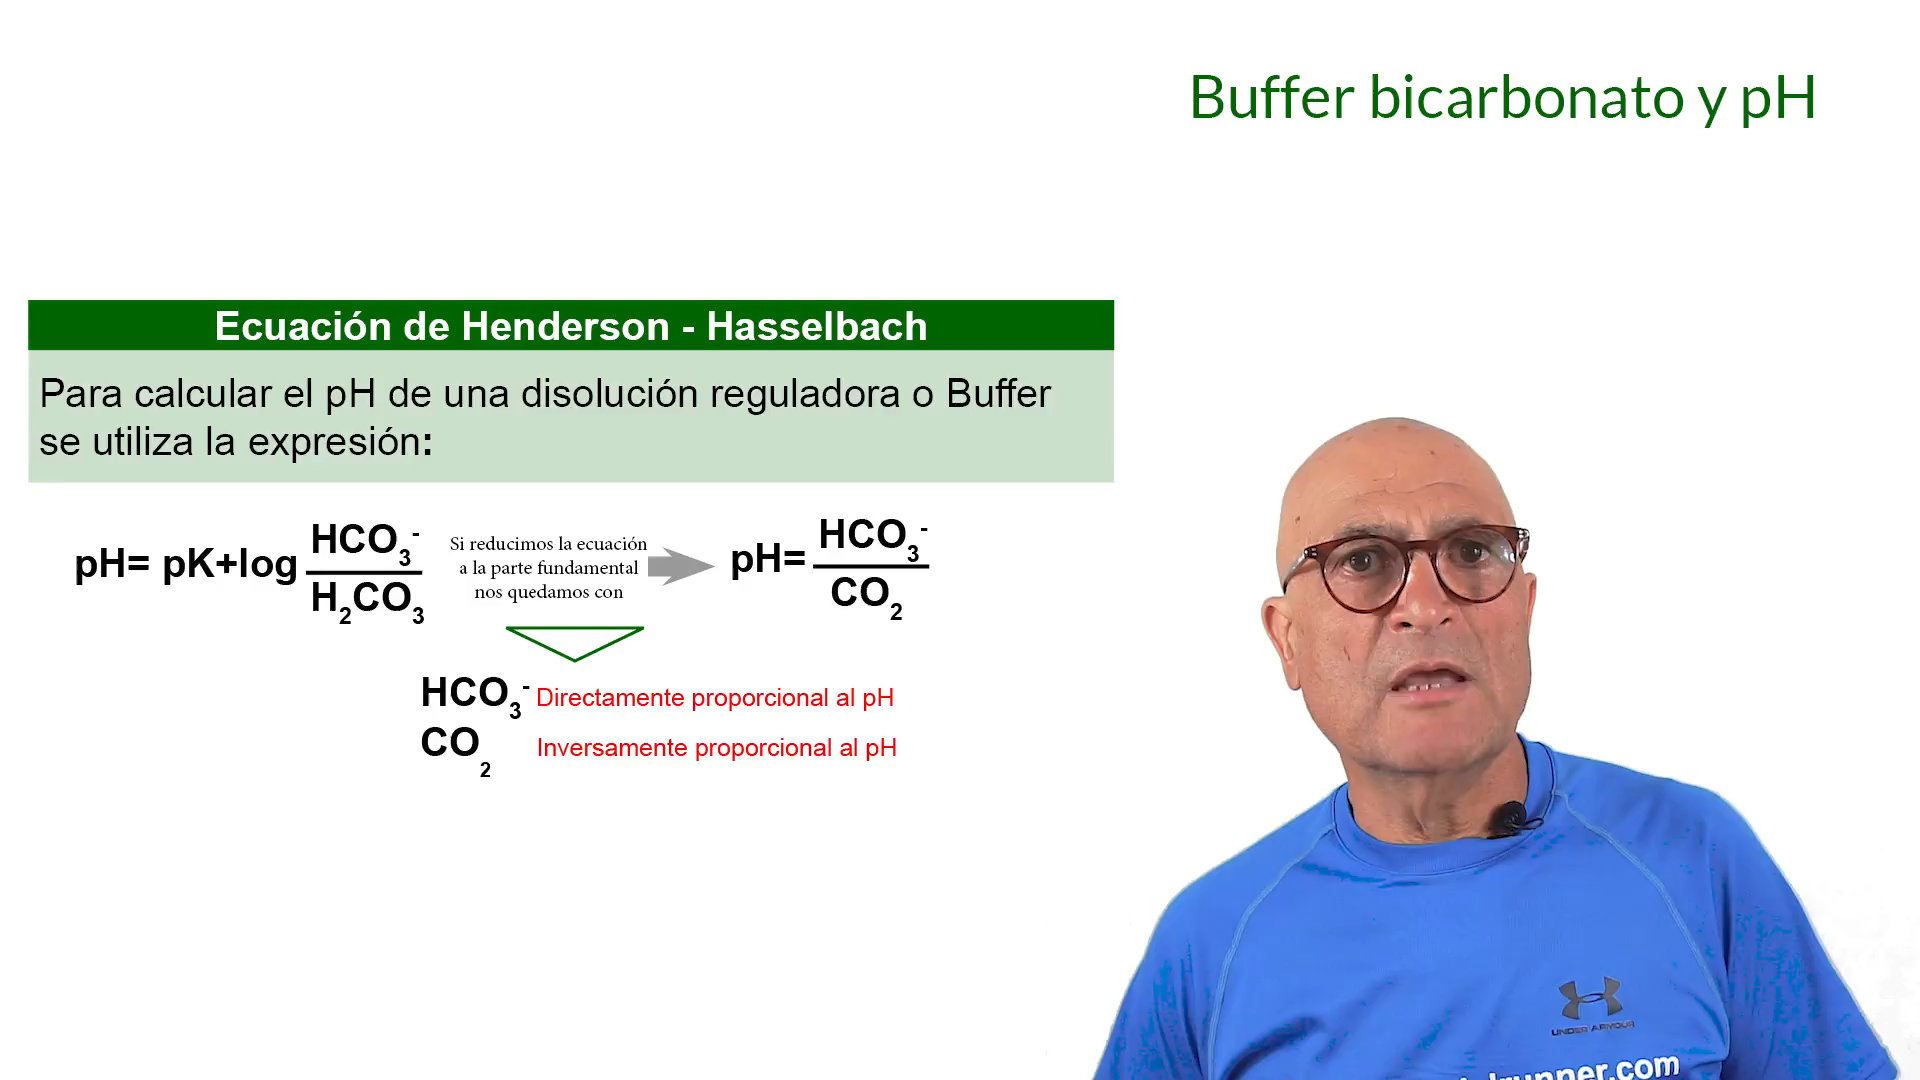 Buffer bicarbonato y pH
Ecuación de Henderson - Hasselbach
Para calcular el pH de una disolución reguladora o Buffer
se utiliza la expresión:
pH= pK+log HCO3- / H2CO3
Si reducimos la ecuación
a la parte fundamental
nos quedamos con
pH= HCO3- / CO2
HCO3- Directamente proporcional al pH
CO2 Inversamente proporcional al pH
UNDER ARMOUR